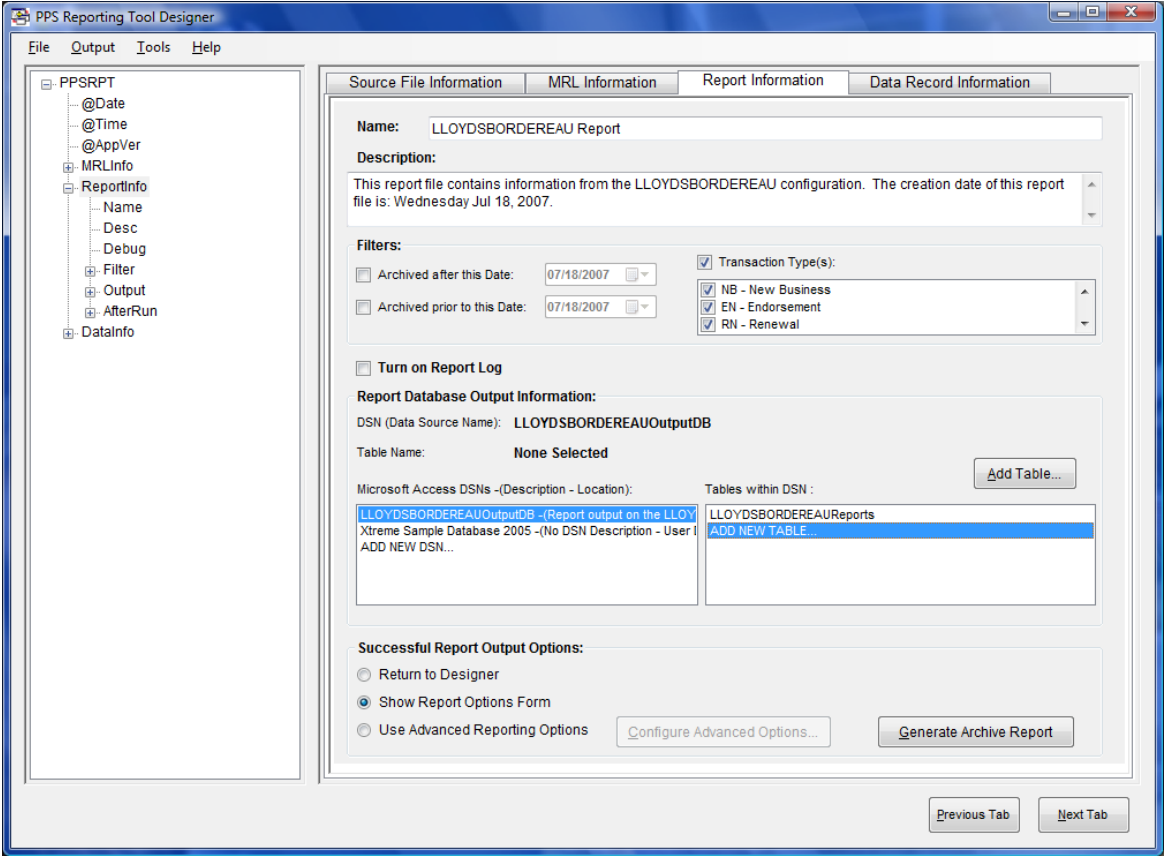 PPS Reporting Tool Designer
File Output Tools Help
PPSRPT
@Date
@Time
@AppVer
MRLInfo
ReportInfo
Name
Desc
Debug
Filter
Output
AfterRun
DataInfo
Source File Information MRL Information Report Information Data Record Information
Name: LLOYDSBORDEREAU Report
Description:
This report file contains information from the LLOYDSBORDEREAU configuration. The creation date of this report
file is: Wednesday Jul 18, 2007.
Filters:
Archived after this Date: 07/18/2007
Archived prior to this Date: 07/18/2007
Transaction Type(s):
NB - New Business
EN - Endorsement
RN - Renewal
Turn on Report Log
Report Database Output Information:
DSN (Data Source Name): LLOYDSBORDEREAUOutputDB
Table Name: None Selected
Add Table...
Microsoft Access DSNs -(Description - Location):
LLOYDSBORDEREAUOutputDB -(Report output on the LLOY
Xtreme Sample Database 2005 -(No DSN Description - User
ADD NEW DSN...
Tables within DSN :
LLOYDSBORDEREAUReports
ADD NEW TABLE...
Successful Report Output Options:
Return to Designer
Show Report Options Form
Use Advanced Reporting Options
Configure Advanced Options...
Generate Archive Report
Previous Tab Next Tab